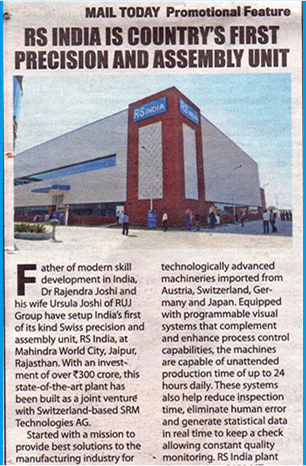 MAIL TODAY Promotional Feature
RS INDIA IS COUNTRY'S FIRST
PRECISION AND ASSEMBLY UNIT
RS INDIA
RS INDIA
Father of modern skill
development in India,
Dr Rajendra Joshi and
his wife Ursula Joshi of RUJ
Group have setup India's first
of its kind Swiss precision and
assembly unit, RS India, at
Mahindra World City, Jaipur,
Rajasthan. With an invest-
ment of over ₹300 crore, this
state-of-the-art plant has
been built as a joint venture
with Switzerland-based SRM
Technologies AG.
Started with a mission to
provide best solutions to the
manufacturing industry for
technologically advanced
machineries imported from
Austria, Switzerland, Ger-
many and Japan. Equipped
with programmable visual
systems that complement
and enhance process control
capabilities, the machines
are capable of unattended
production time of up to 24
hours daily. These systems
also help reduce inspection
time, eliminate human error
and generate statistical data
in real time to keep a check
allowing constant quality
monitoring. RS India plant